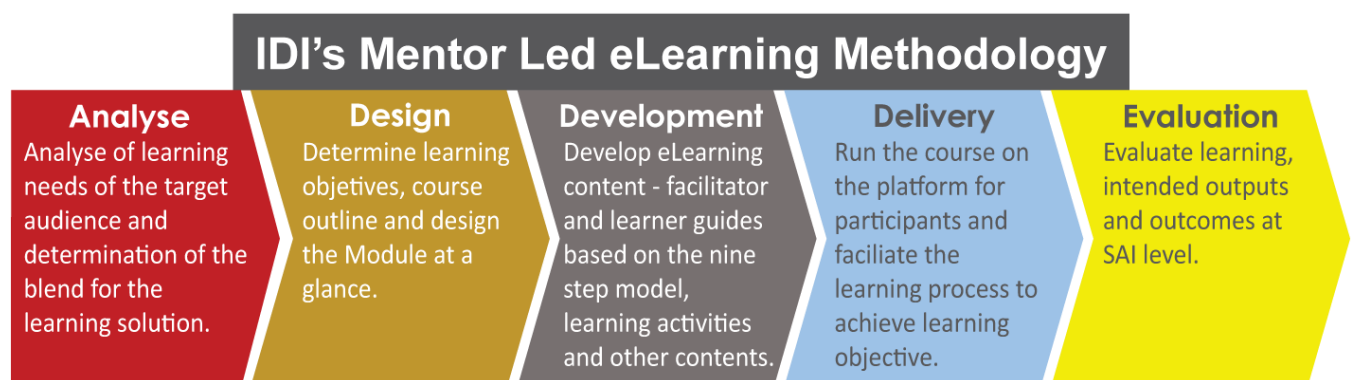 IDI's Mentor Led eLearning Methodology
Analyse
Analyse of learning
needs of the target
audience and
determination of the
blend for the
learning solution.
Design
Determine learning
objetives, course
outline and design
the Module at a
glance.
Development
Develop eLearning
content - facilitator
and learner guides
based on the nine
step model,
learning activities
and other contents.
Delivery
Run the course on
the platform for
participants and
faciliate the
learning process to
achieve learning
objective.
Evaluation
Evaluate learning,
intended outputs
and outcomes at
SAI level.